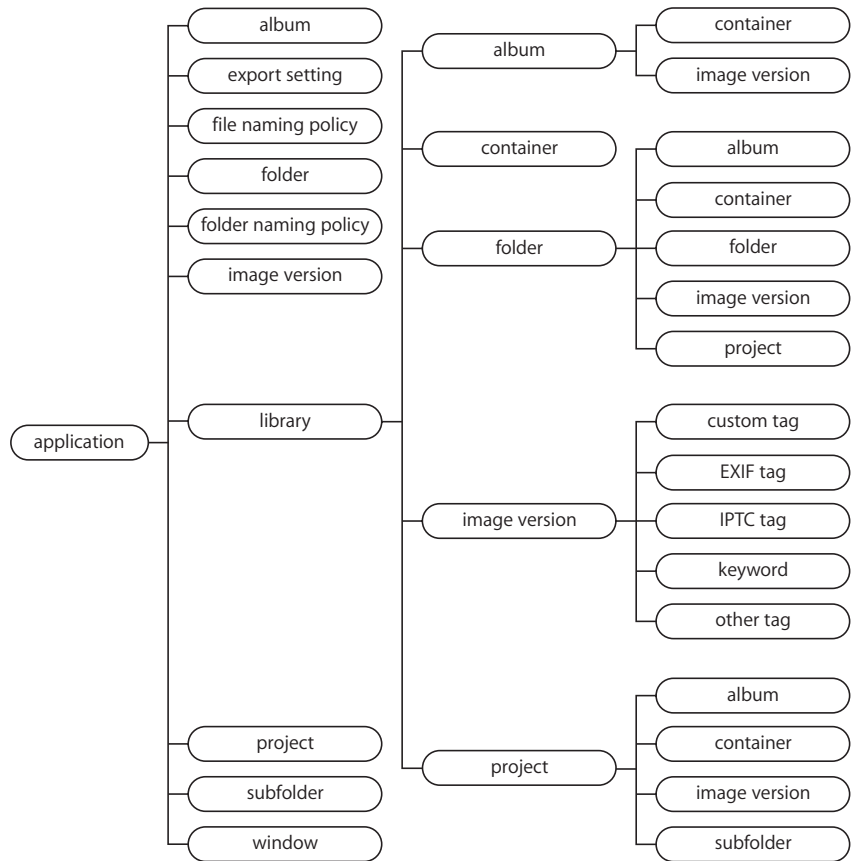 application
album
export setting
file naming policy
folder
folder naming policy
image version
library
project
subfolder
window
album
container
folder
image version
project
container
image version
album
container
folder
image version
project
custom tag
EXIF tag
IPTC tag
keyword
other tag
album
container
image version
subfolder